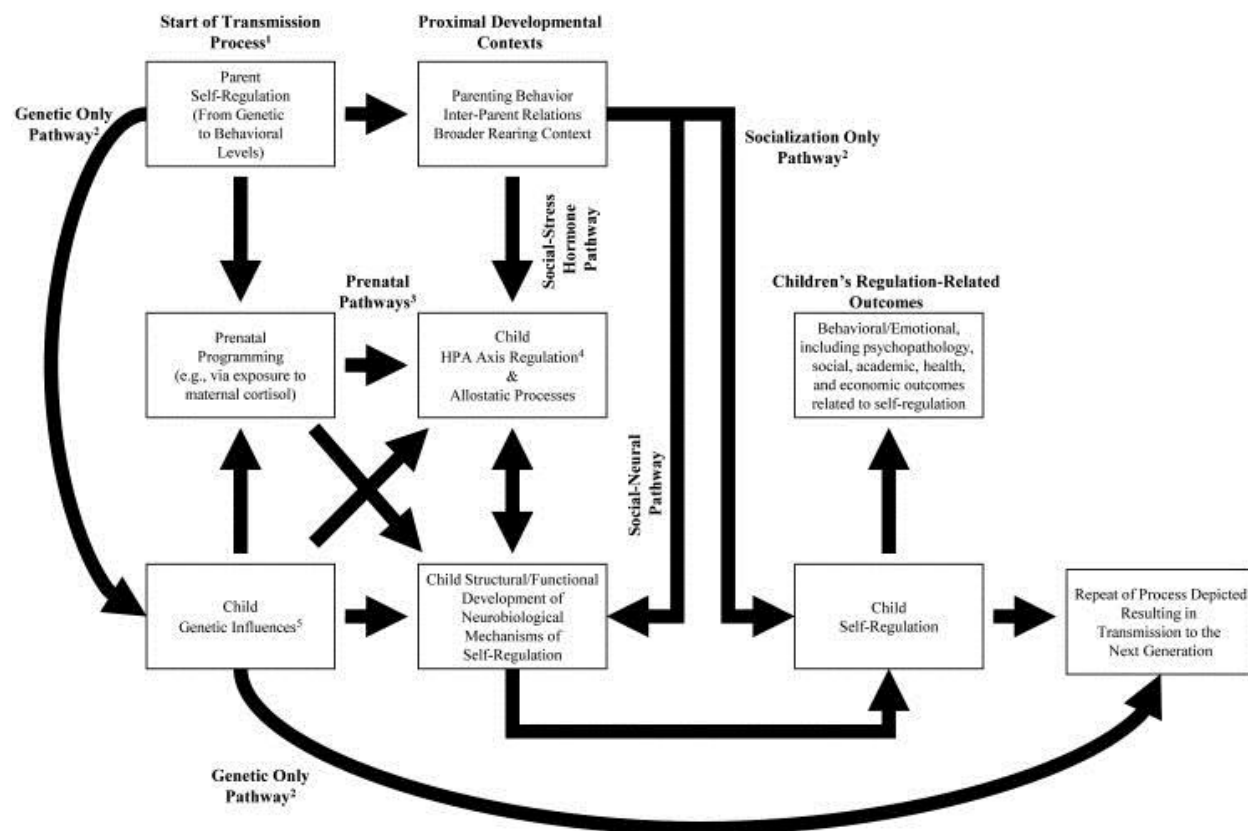 Start of Transmission
Process¹
Proximal Developmental
Contexts
Parent
Self-Regulation
(From Genetic
to Behavioral
Levels)
Parenting Behavior
Inter-Parent Relations
Broader Rearing Context
Genetic Only
Pathway²
Socialization Only
Pathway²
Social-Stress
Hormone
Pathway
Prenatal
Pathways³
Children's Regulation-Related
Outcomes
Prenatal
Programming
(e.g., via exposure to
maternal cortisol)
Child
HPA Axis Regulation⁴
&
Allostatic Processes
Behavioral/Emotional,
including psychopathology,
social, academic, health,
and economic outcomes
related to self-regulation
Social-Neural
Pathway
Child
Genetic Influences⁵
Child Structural/Functional
Development of
Neurobiological
Mechanisms of
Self-Regulation
Child
Self-Regulation
Repeat of Process Depicted
Resulting in
Transmission to the
Next Generation
Genetic Only
Pathway²